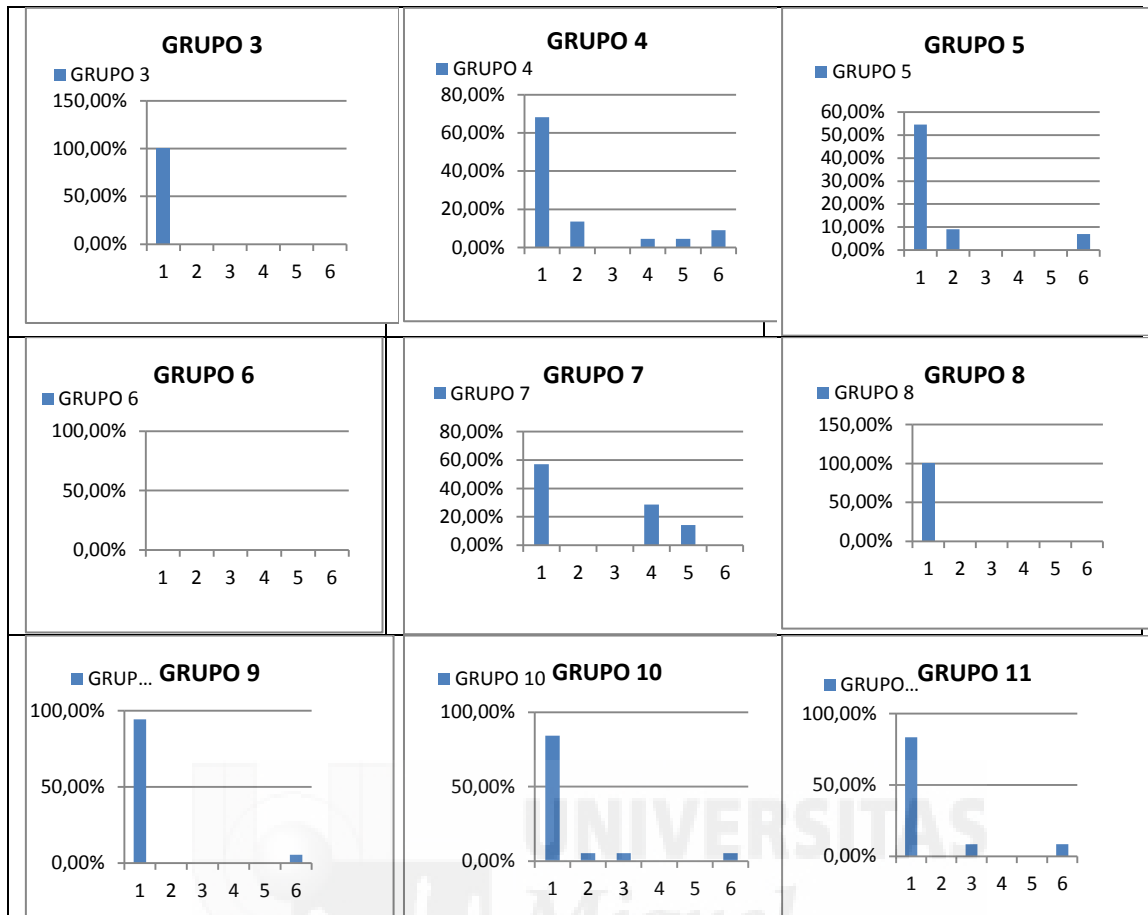 GRUPO 3
GRUPO 3
150,00%
100,00%
50,00%
0,00%
1 2 3 4 5 6
GRUPO 4
GRUPO 4
80,00%
60,00%
40,00%
20,00%
0,00%
1 2 3 4 5 6
GRUPO 5
GRUPO 5
60,00%
50,00%
40,00%
30,00%
20,00%
10,00%
0,00%
1 2 3 4 5 6
GRUPO 6
GRUPO 6
100,00%
50,00%
0,00%
1 2 3 4 5 6
GRUPO 7
GRUPO 7
80,00%
60,00%
40,00%
20,00%
0,00%
1 2 3 4 5 6
GRUPO 8
GRUPO 8
150,00%
100,00%
50,00%
0,00%
1 2 3 4 5 6
GRUP... GRUPO 9
100,00%
50,00%
0,00%
1 2 3 4 5 6
GRUPO 10 GRUPO 10
100,00%
50,00%
0,00%
1 2 3 4 5 6
GRUPO... GRUPO 11
100,00%
50,00%
0,00%
1 2 3 4 5 6
UNIVERSITAS
Miguel